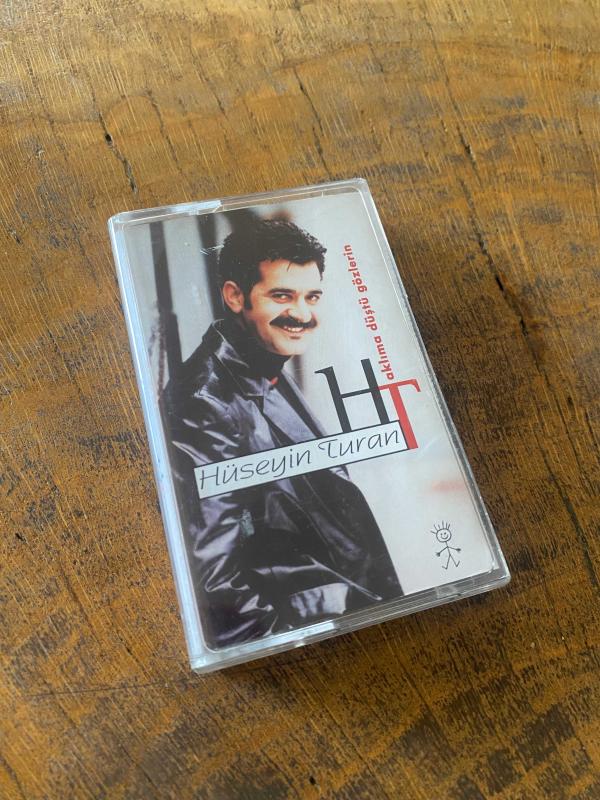 aklıma düştü gözlerin
HT
Hüseyin Turan